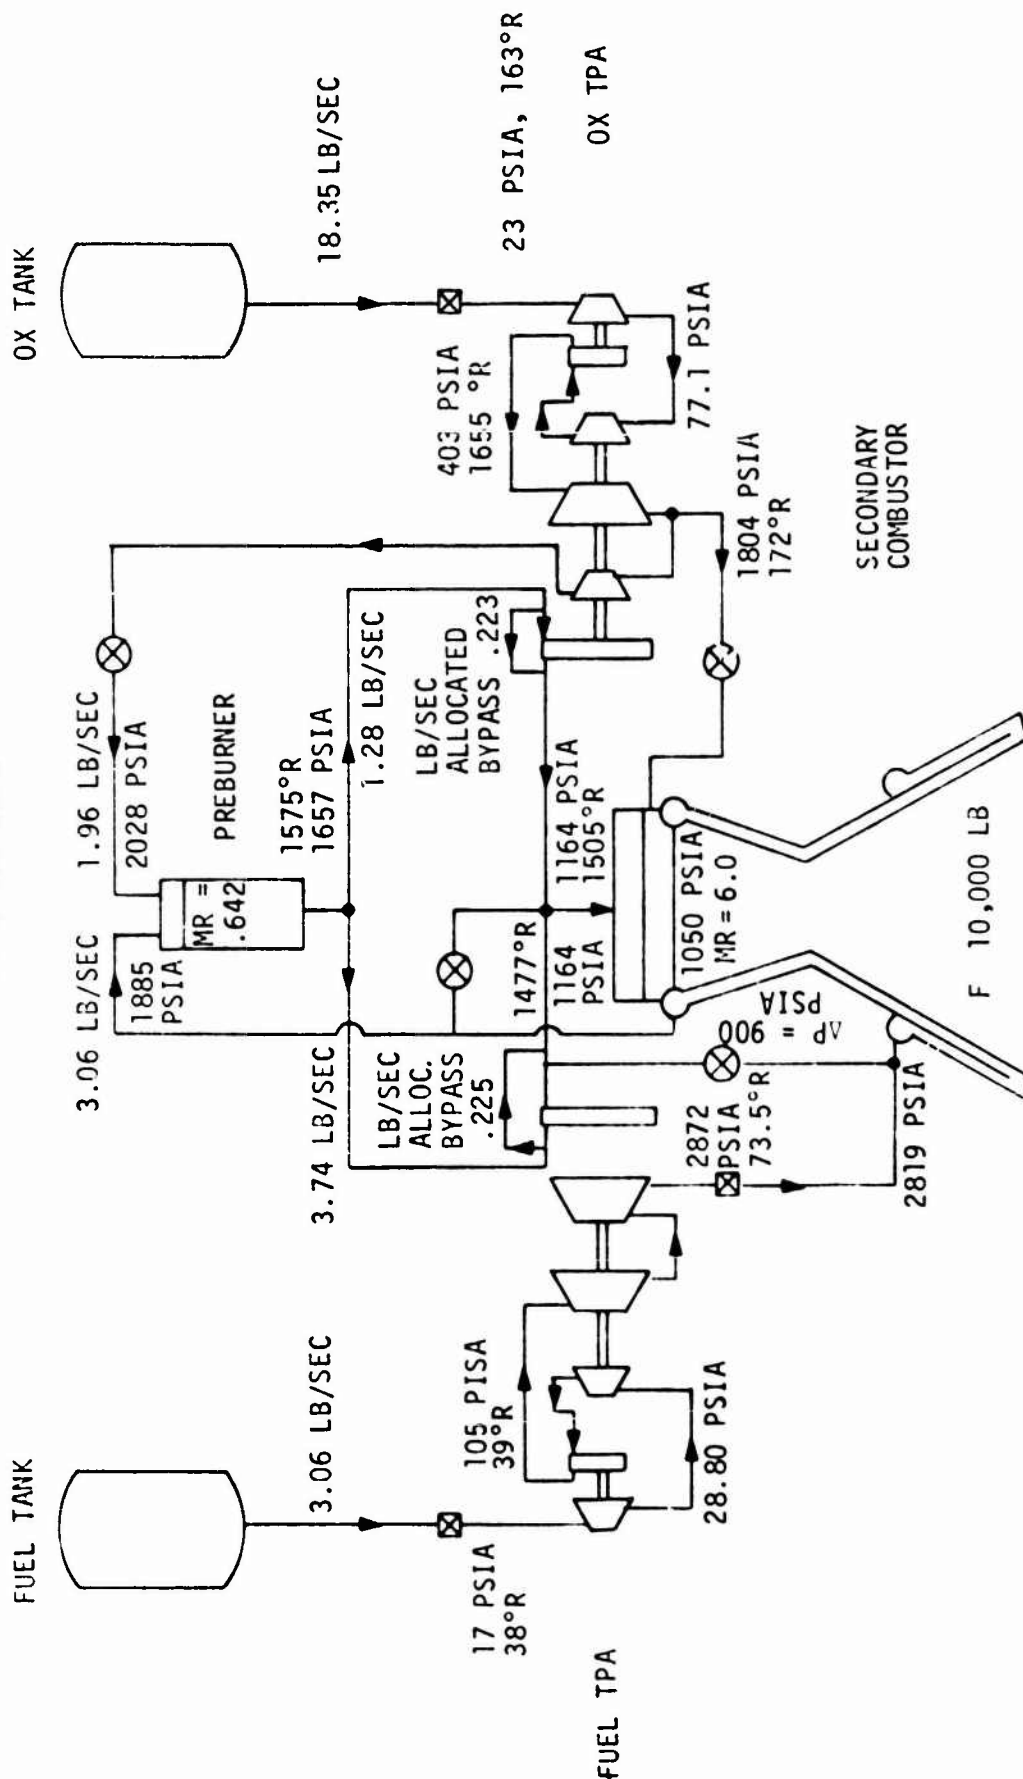 FUEL TANK
OX TANK
3.06 LB/SEC
18.35 LB/SEC
3.06 LB/SEC
1.96 LB/SEC
1885
PSIA
2028 PSIA
MR =
.642
PREBURNER
3.74 LB/SEC
1575°R
1657 PSIA
1.28 LB/SEC
LB/SEC
ALLOC.
BYPASS
.225
LB/SEC
ALLOCATED
BYPASS .223
17 PSIA
38°R
105 PISA
39°R
403 PSIA
1655 °R
23 PSIA, 163°R
FUEL TPA
OX TPA
1477°R
1164
PSIA
1164 PSIA
1505°R
28.80 PSIA
77.1 PSIA
2872
PSIA
73.5°R
ΔP = 900
PSIA
1050 PSIA
MR = 6.0
1804 PSIA
172°R
2819 PSIA
SECONDARY
COMBUSTOR
F 10,000 LB